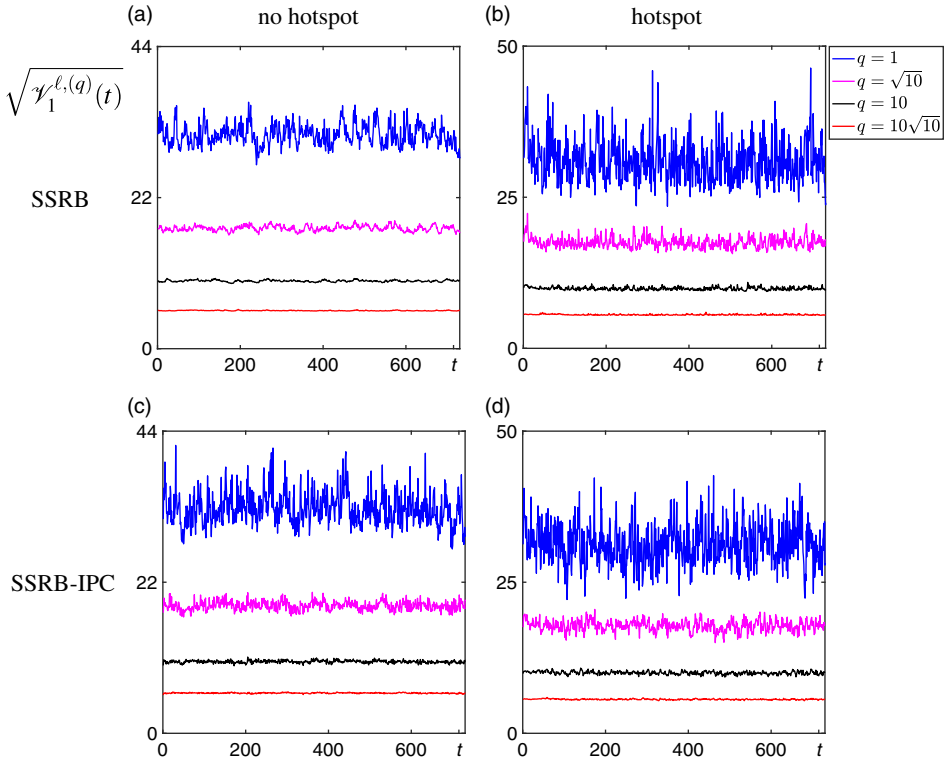 no hotspot
hotspot
(a)
(b)
√𝒱₁^{ℓ,(q)}(t)
SSRB
44
22
0
0
200
400
600
t
50
25
0
0
200
400
600
t
q = 1
q = √10
q = 10
q = 10√10
(c)
(d)
SSRB-IPC
44
22
0
0
200
400
600
t
50
25
0
0
200
400
600
t